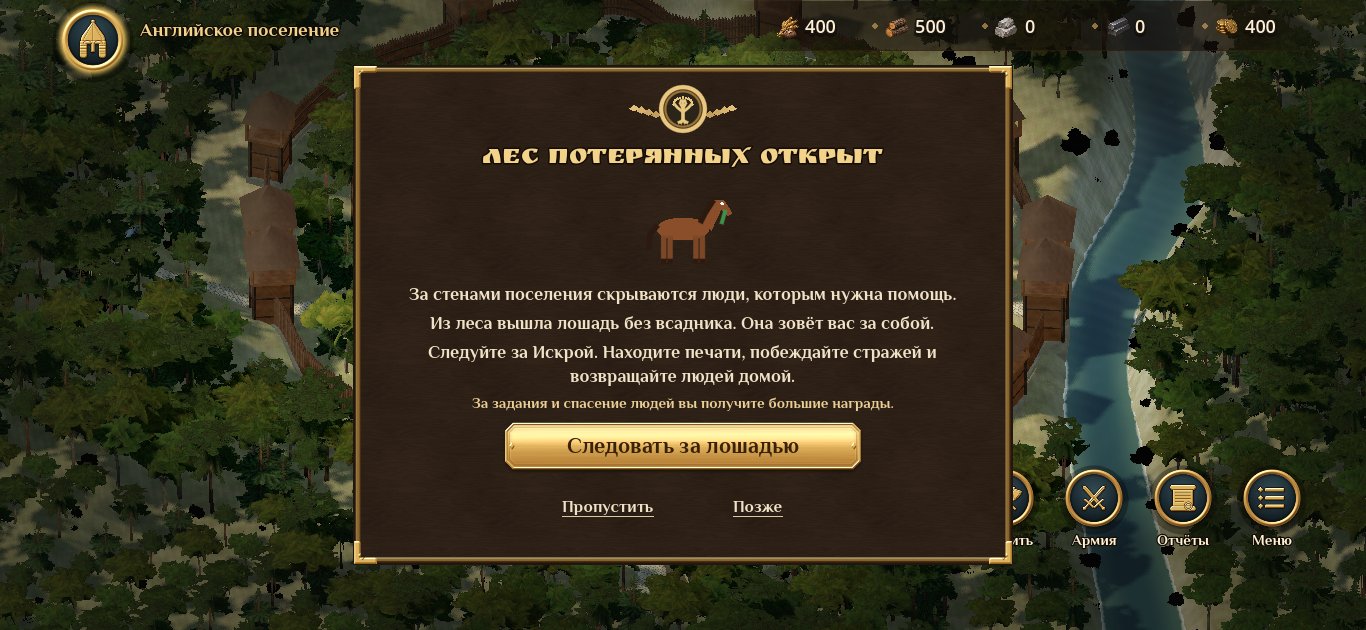 Английское поселение
400
500
0
0
400
ЛЕС ПОТЕРЯННЫХ ОТКРЫТ
За стенами поселения скрываются люди, которым нужна помощь.
Из леса вышла лошадь без всадника. Она зовёт вас за собой.
Следуйте за Искрой. Находите печати, побеждайте стражей и
возвращайте людей домой.
За задания и спасение людей вы получите большие награды.
Следовать за лошадью
Пропустить
Позже
Армия
Отчёты
Меню